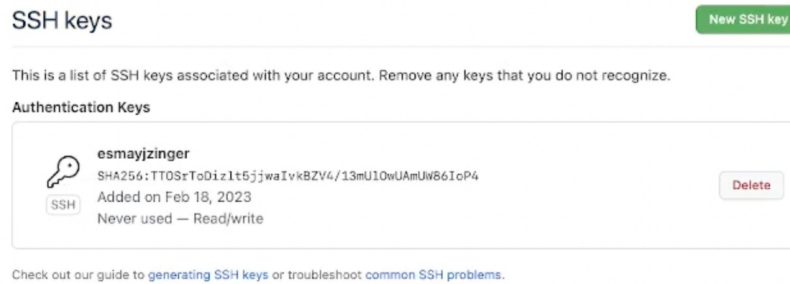 SSH keys
New SSH key
This is a list of SSH keys associated with your account. Remove any keys that you do not recognize.
Authentication Keys
esmayjzinger
SHA256:TTOSrToDizlt5jjwaIvkBZV4/13mUlOwUAmUW86IoP4
SSH
Added on Feb 18, 2023
Never used — Read/write
Delete
Check out our guide to generating SSH keys or troubleshoot common SSH problems.